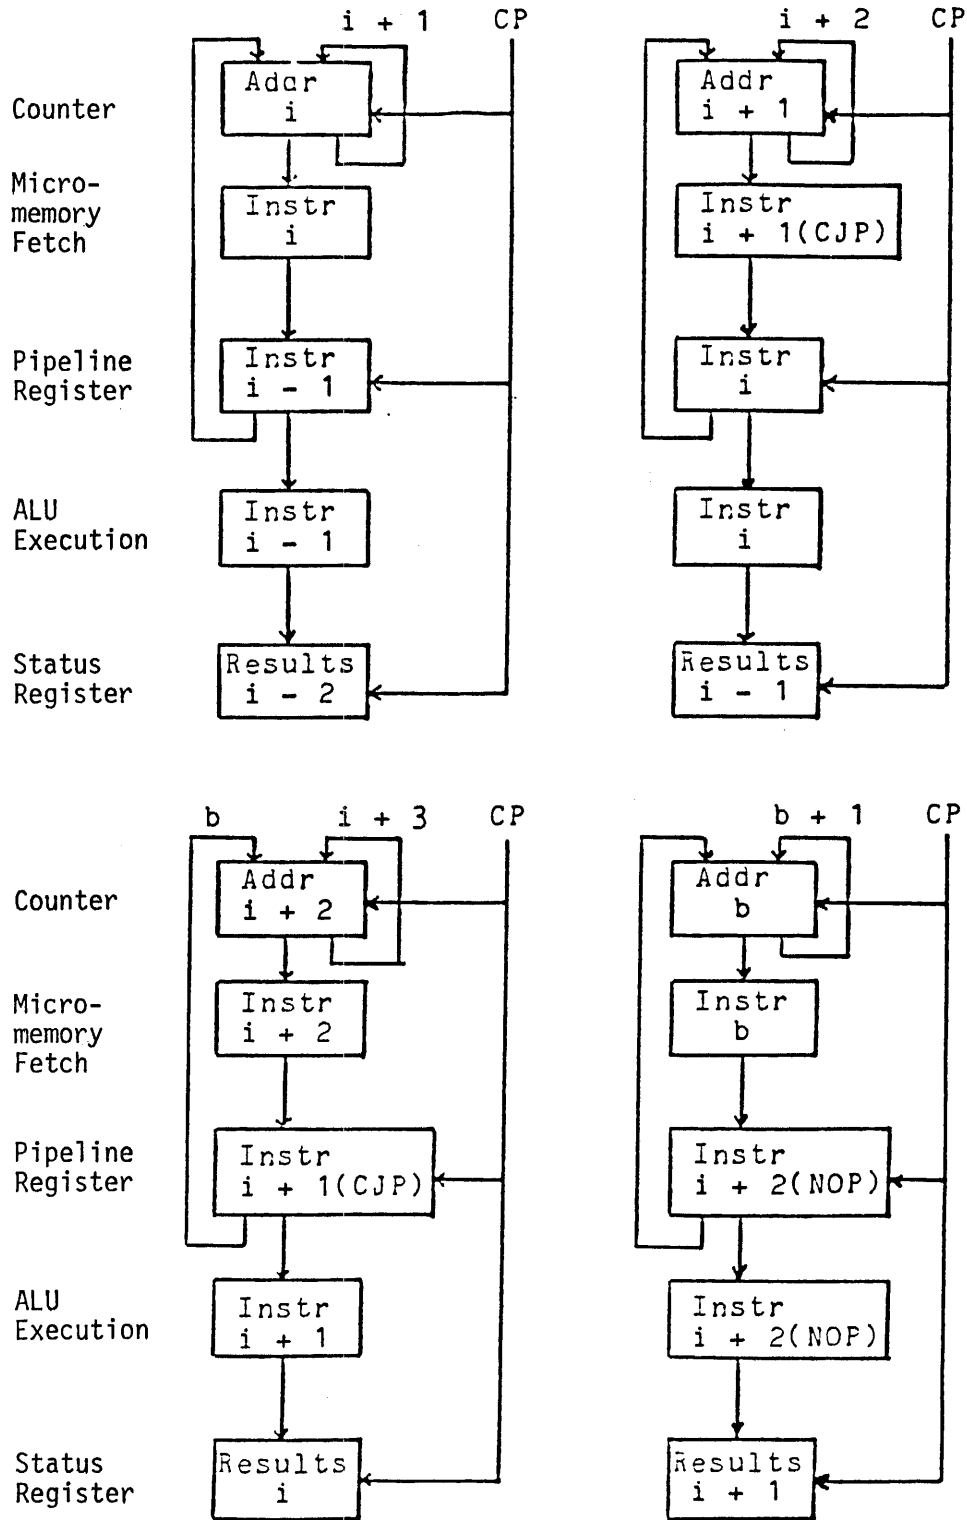 i + 1 CP i + 2 CP
Counter
Addr
i
Addr
i + 1
Micro-
memory
Fetch
Instr
i
Instr
i + 1(CJP)
Pipeline
Register
Instr
i - 1
Instr
i
ALU
Execution
Instr
i - 1
Instr
i
Status
Register
Results
i - 2
Results
i - 1
b i + 3 CP b + 1 CP
Counter
Addr
i + 2
Addr
b
Micro-
memory
Fetch
Instr
i + 2
Instr
b
Pipeline
Register
Instr
i + 1(CJP)
Instr
i + 2(NOP)
ALU
Execution
Instr
i + 1
Instr
i + 2(NOP)
Status
Register
Results
i
Results
i + 1